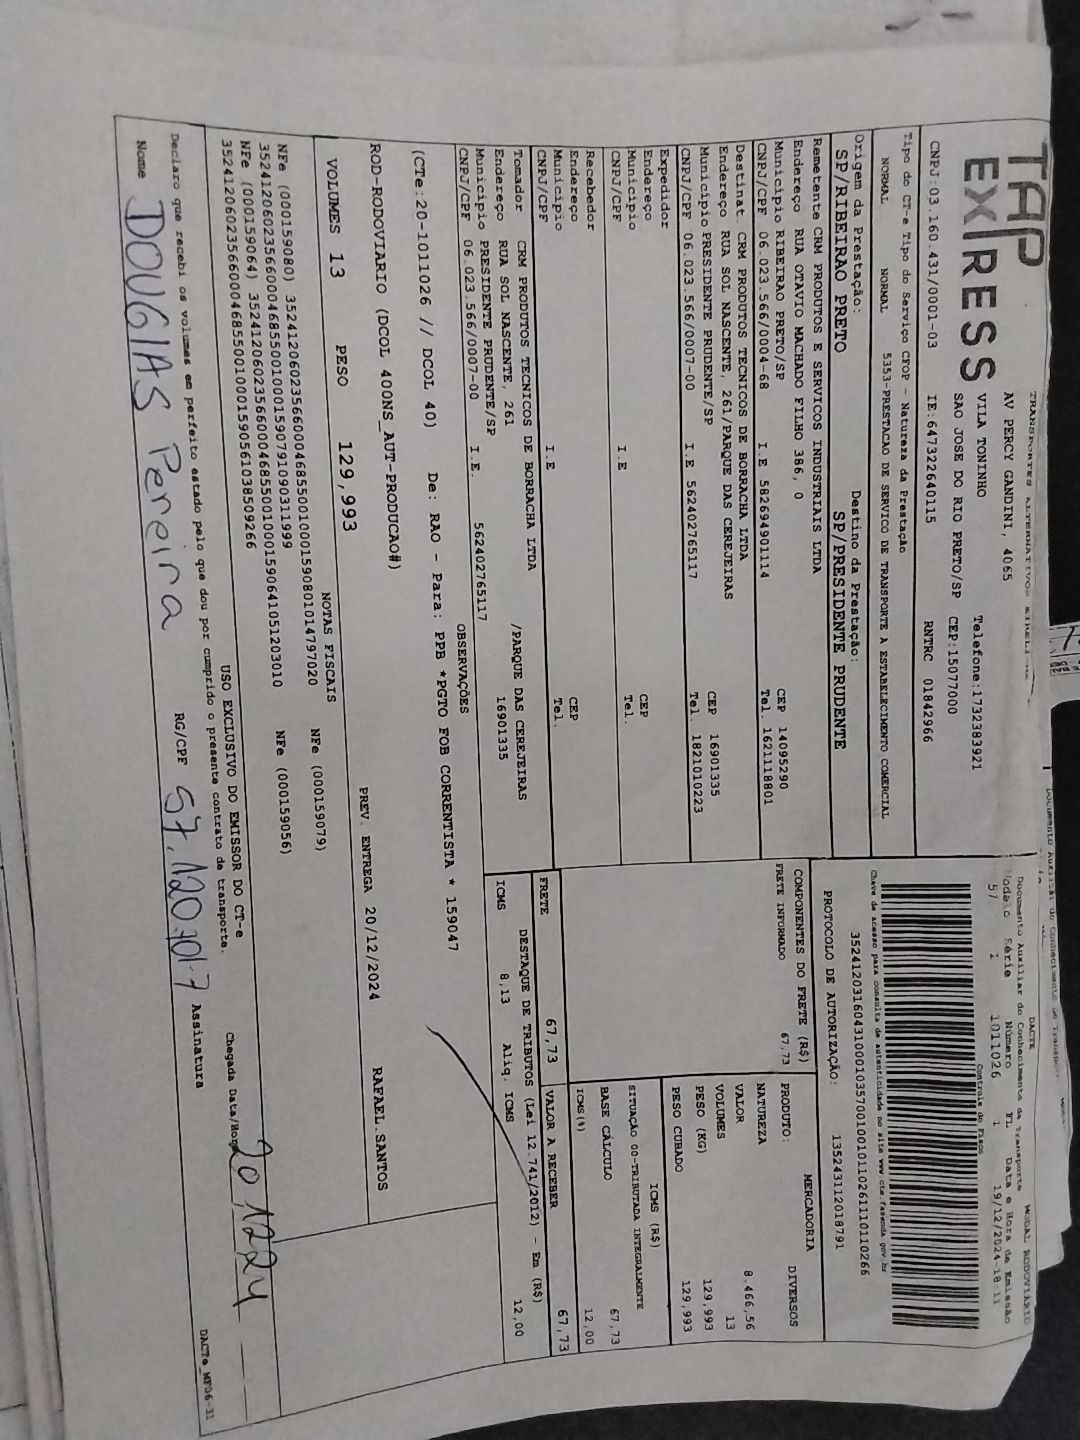 TAP
EXPRESS
AV PERCY GANDINI, 4065
VILA TONINHO Telefone:1732383921
SAO JOSE DO RIO PRETO/SP CEP:15077000
CNPJ:03.160.431/0001-03 IE:647322640115 RNTRC 01842966
Tipo do CT-e Tipo do Serviço CFOP - Natureza da Prestação
NORMAL NORMAL 5353-PRESTACAO DE SERVICO DE TRANSPORTE A ESTABELECIMENTO COMERCIAL
Origem da Prestação: Destino da Prestação:
SP/RIBEIRAO PRETO SP/PRESIDENTE PRUDENTE
Remetente CRM PRODUTOS E SERVICOS INDUSTRIAIS LTDA
Endereço RUA OTAVIO MACHADO FILHO 386, 0 CEP 14095290
Municipio RIBEIRAO PRETO/SP Tel. 1621118801
CNPJ/CPF 06.023.566/0004-68 I.E 582694901114
Destinat CRM PRODUTOS TECNICOS DE BORRACHA LTDA
Endereço RUA SOL NASCENTE, 261/PARQUE DAS CEREJEIRAS CEP 16901335
Municipio PRESIDENTE PRUDENTE/SP Tel. 1821010223
CNPJ/CPF 06.023.566/0007-00 I.E 562402765117
Expedidor
Endereço CEP
Municipio Tel.
CNPJ/CPF I.E
Recebedor
Endereço CEP
Municipio Tel.
CNPJ/CPF I.E
Tomador CRM PRODUTOS TECNICOS DE BORRACHA LTDA
Endereço RUA SOL NASCENTE, 261 /PARQUE DAS CEREJEIRAS
Municipio PRESIDENTE PRUDENTE/SP 16901335
CNPJ/CPF 06.023.566/0007-00 I.E. 562402765117
DACTE MODAL RODOVIÁRIO
Documento Auxiliar do Conhecimento de Transporte
Modelo Série Número FL Data e Hora de Emissão
57 1 1011026 1 19/12/2024-18:11
Controle do Fisco
Chave de acesso para consulta de autenticidade no site www.cte.fazenda.gov.br
35241203160431000103570010010110261110110266
PROTOCOLO DE AUTORIZAÇÃO: 135243112018791
COMPONENTES DO FRETE (R$)
FRETE INFORMADO 67,73
PRODUTO: MERCADORIA
NATUREZA DIVERSOS
VALOR 8.466,56
VOLUMES 13
PESO (KG) 129,993
PESO CUBADO 129,993
ICMS (R$)
SITUAÇÃO 00-TRIBUTADA INTEGRALMENTE
BASE CÁLCULO 67,73
ICMS(%) 12,00
FRETE 67,73 VALOR A RECEBER 67,73
DESTAQUE DE TRIBUTOS (Lei 12.741/2012) - Em (R$)
ICMS 8,13 Aliq. ICMS 12,00
OBSERVAÇÕES
(CTe:20-1011026 // DCOL 40) De: RAO - Para: PPB *PGTO FOB CORRENTISTA * 159047
ROD-RODOVIARIO (DCOL 400NS_AUT-PRODUCAO#)
PREV. ENTREGA 20/12/2024 RAFAEL.SANTOS
VOLUMES 13 PESO 129,993
NOTAS FISCAIS
NFe (000159080) 35241206023566000468550010001590801014797020 NFe (000159079)
35241206023566000468550010001590791090311999
NFe (000159064) 35241206023566000468550010001590641051203010 NFe (000159056)
35241206023566000468550010001590561038509266
USO EXCLUSIVO DO EMISSOR DO CT-e
Declaro que recebi os volumes em perfeito estado pelo que dou por cumprido o presente contrato de transporte.
Chegada Data/Hora 20 12 24
Nome DOUGlAS Pereira RG/CPF 57.120.101-7 Assinatura
DACTe_MF06-31